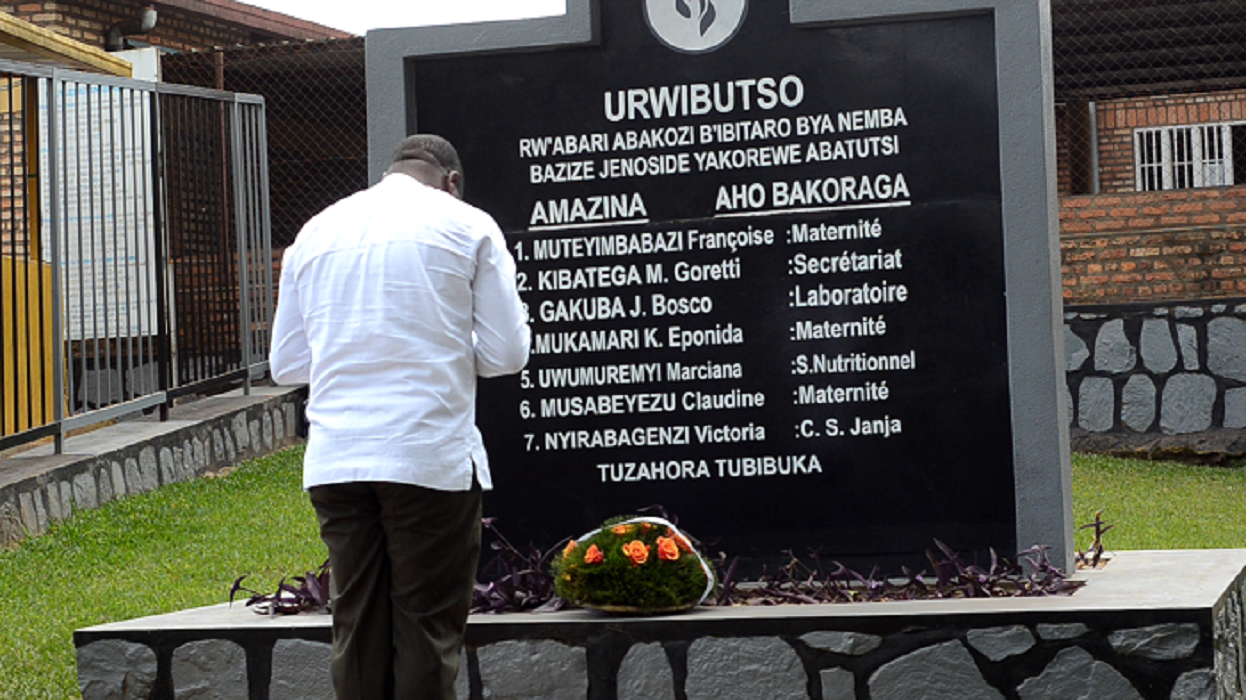 URWIBUTSO
RW'ABARI ABAKOZI B'IBITARO BYA NEMBA
BAZIZE JENOSIDE YAKOREWE ABATUTSI
AMAZINA AHO BAKORAGA
1. MUTEYIMBABAZI Françoise :Maternité
2. KIBATEGA M. Goretti :Secrétariat
3. GAKUBA J. Bosco :Laboratoire
.MUKAMARI K. Eponida :Maternité
5. UWUMUREMYI Marciana :S.Nutritionnel
6. MUSABEYEZU Claudine :Maternité
7. NYIRABAGENZI Victoria :C. S. Janja
TUZAHORA TUBIBUKA